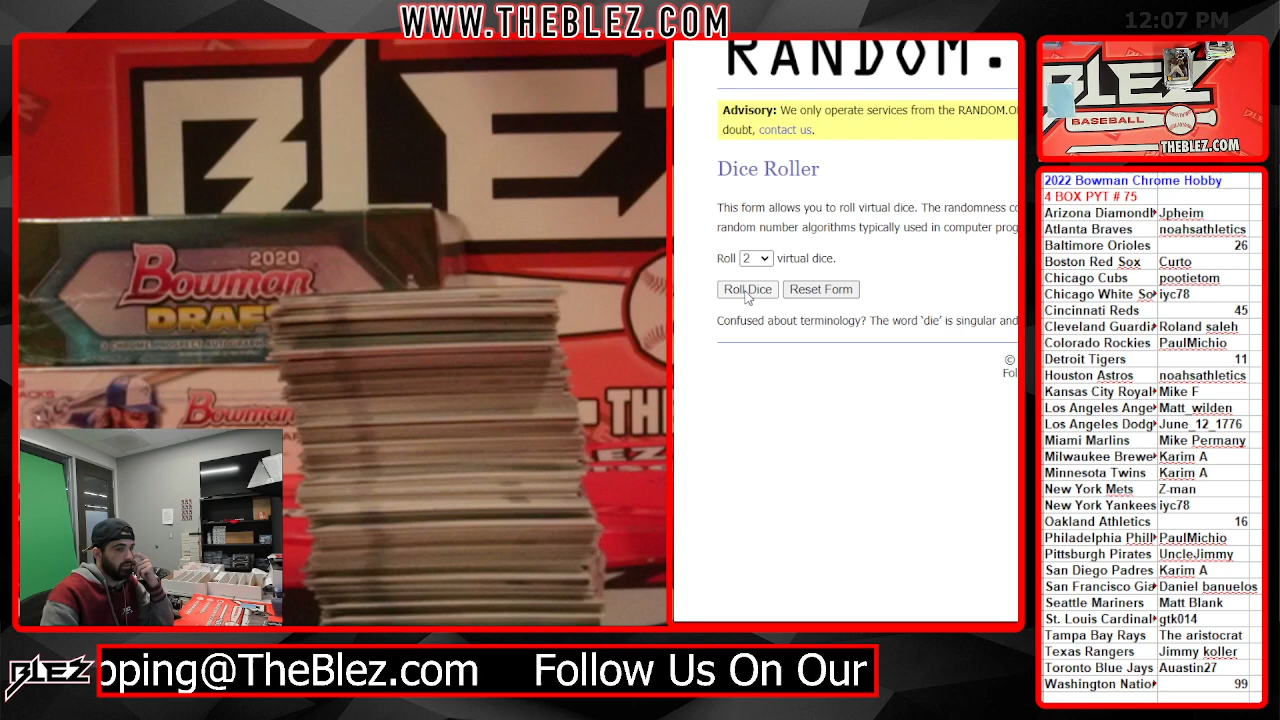 WWW.THEBLEZ.COM
12:07 PM
BLEZ
2020
Bowman
DRAFT
Bowman
TH
RANDOM.
Advisory: We only operate services from the RANDOM.O
doubt, contact us.
Dice Roller
This form allows you to roll virtual dice. The randomness co
random number algorithms typically used in computer prog
Roll 2 virtual dice.
Roll Dice Reset Form
Confused about terminology? The word 'die' is singular and
©
Fol
BLEZ
BASEBALL
THEBLEZ.COM
2022 Bowman Chrome Hobby
4 BOX PYT # 75
Arizona Diamondb Jpheim
Atlanta Braves noahsathletics
Baltimore Orioles 26
Boston Red Sox Curto
Chicago Cubs pootietom
Chicago White So iyc78
Cincinnati Reds 45
Cleveland Guardi Roland saleh
Colorado Rockies PaulMichio
Detroit Tigers 11
Houston Astros noahsathletics
Kansas City Royal Mike F
Los Angeles Ange Matt_wilden
Los Angeles Dodg June_12_1776
Miami Marlins Mike Permany
Milwaukee Brewe Karim A
Minnesota Twins Karim A
New York Mets Z-man
New York Yankees iyc78
Oakland Athletics 16
Philadelphia Phill PaulMichio
Pittsburgh Pirates UncleJimmy
San Diego Padres Karim A
San Francisco Gia Daniel banuelos
Seattle Mariners Matt Blank
St. Louis Cardinal gtk014
Tampa Bay Rays The aristocrat
Texas Rangers Jimmy koller
Toronto Blue Jays Auastin27
Washington Natio 99
BLEZ
pping@TheBlez.com Follow Us On Our